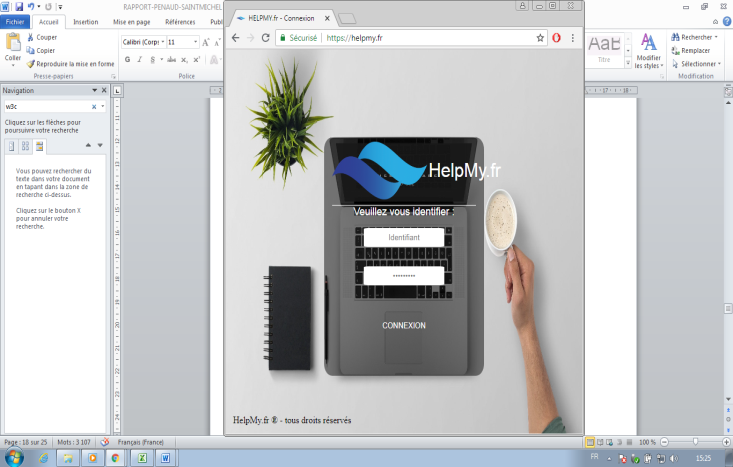 RAPPORT-PENAUD-SAINTMICHEL
Fichier Accueil Insertion Mise en page Références Publ
Couper
Copier
Reproduire la mise en forme
Coller
Presse-papiers
Calibri (Corp: 11
G I S abc x, x²
Police
AaB
Titre
Modifier
les styles
Rechercher
Remplacer
Sélectionner
Modification
Navigation
w3c
Cliquez sur les flèches pour
poursuivre votre recherche
Vous pouvez rechercher du
texte dans votre document
en tapant dans la zone de
recherche ci-dessus.
Cliquez sur le bouton X
pour annuler votre
recherche.
HELPMY.fr - Connexion
Sécurisé https://helpmy.fr
HelpMy.fr
Veuillez vous identifier :
Identifiant
CONNEXION
HelpMy.fr ® - tous droits réservés
Page : 18 sur 25 Mots : 3 107 Français (France)
100 %
FR
15:25